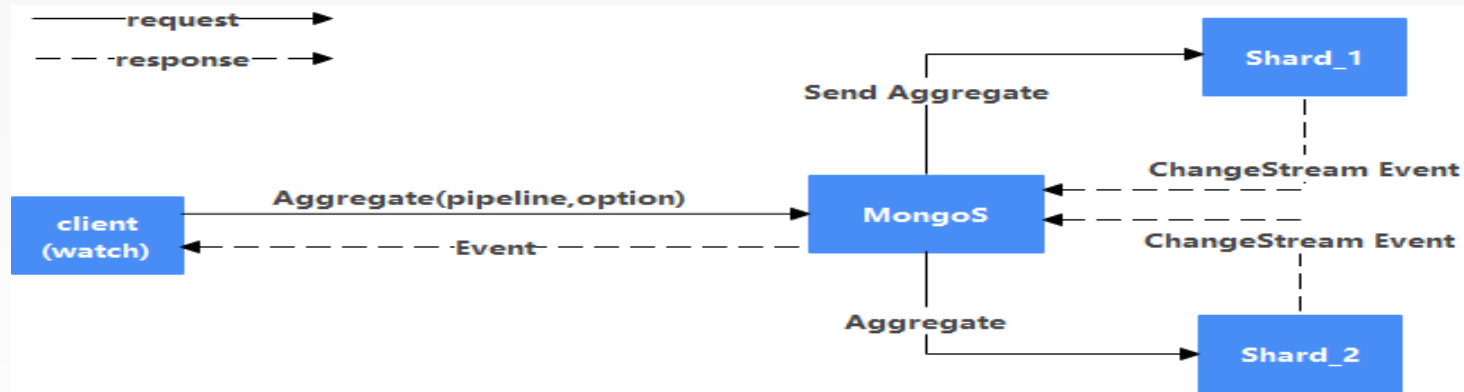 request
response
Shard_1
Send Aggregate
ChangeStream Event
Aggregate(pipeline,option)
MongoS
client
(watch)
Event
ChangeStream Event
Aggregate
Shard_2